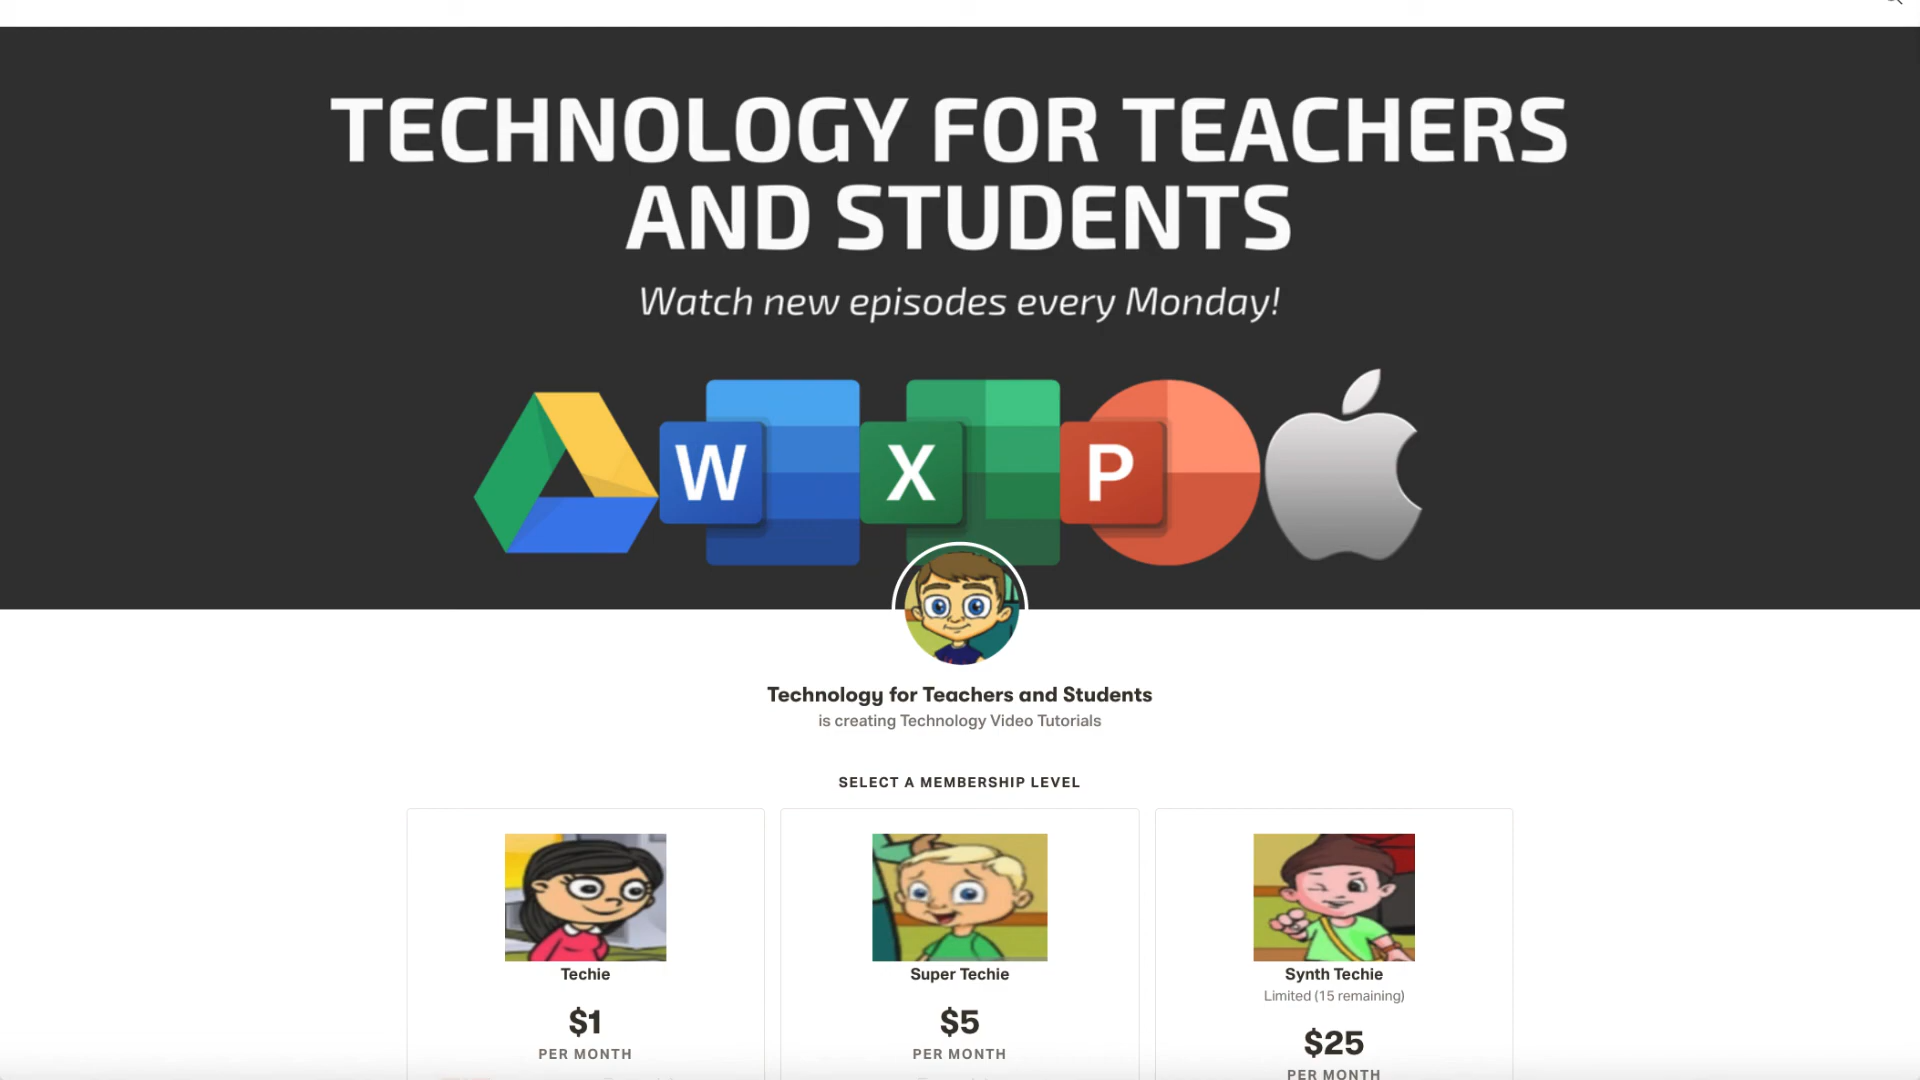 TECHNOLOGY FOR TEACHERS
AND STUDENTS
Watch new episodes every Monday!
W X P
Technology for Teachers and Students
is creating Technology Video Tutorials
SELECT A MEMBERSHIP LEVEL
Techie
$1
PER MONTH
Super Techie
$5
PER MONTH
Synth Techie
Limited (15 remaining)
$25
PER MONTH